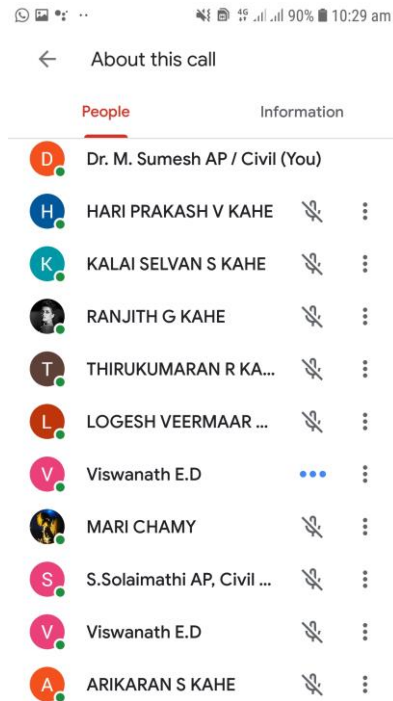 4G 90% 10:29 am
About this call
People Information
D Dr. M. Sumesh AP / Civil (You)
H HARI PRAKASH V KAHE
K KALAI SELVAN S KAHE
RANJITH G KAHE
T THIRUKUMARAN R KA...
L LOGESH VEERMAAR ...
V Viswanath E.D
MARI CHAMY
S S.Solaimathi AP, Civil ...
V Viswanath E.D
A ARIKARAN S KAHE